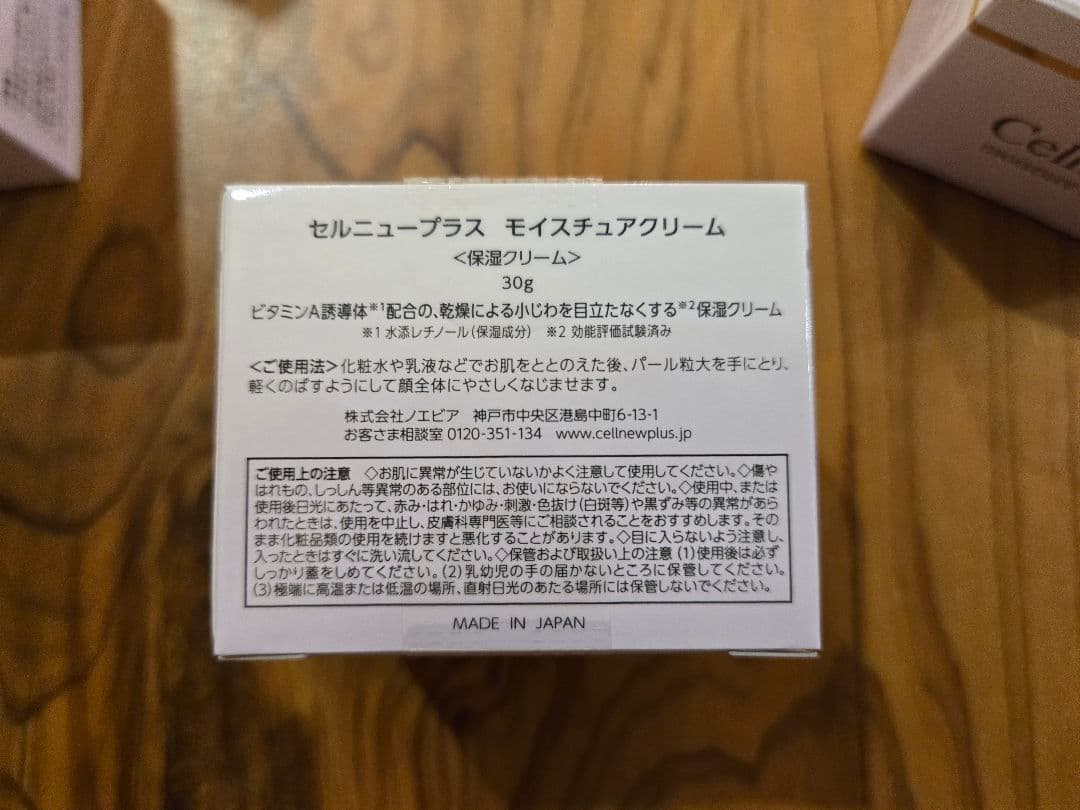 セルニュープラス モイスチュアクリーム
<保湿クリーム>
30g
ビタミンA誘導体※1配合の、乾燥による小じわを目立たなくする※2保湿クリーム
※1 水添レチノール(保湿成分) ※2 効能評価試験済み
<ご使用法>化粧水や乳液などでお肌をととのえた後、パール粒大を手にとり、
軽くのばすようにして顔全体にやさしくなじませます。
株式会社ノエビア 神戸市中央区港島中町6-13-1
お客さま相談室 0120-351-134 www.cellnewplus.jp
ご使用上の注意 ◇お肌に異常が生じていないかよく注意して使用してください。◇傷や
はれもの、しっしん等異常のある部位には、お使いにならないでください。◇使用中、または
使用後日光にあたって、赤み・はれ・かゆみ・刺激・色抜け(白斑等)や黒ずみ等の異常があら
われたときは、使用を中止し、皮膚科専門医等にご相談されることをおすすめします。その
まま化粧品類の使用を続けますと悪化することがあります。◇目に入らないよう注意し、
入ったときはすぐに洗い流してください。◇保管および取扱い上の注意 (1)使用後は必ず
しっかり蓋をしめてください。(2)乳幼児の手の届かないところに保管してください。
(3)極端に高温または低温の場所、直射日光のあたる場所には保管しないでください。
MADE IN JAPAN
Cell